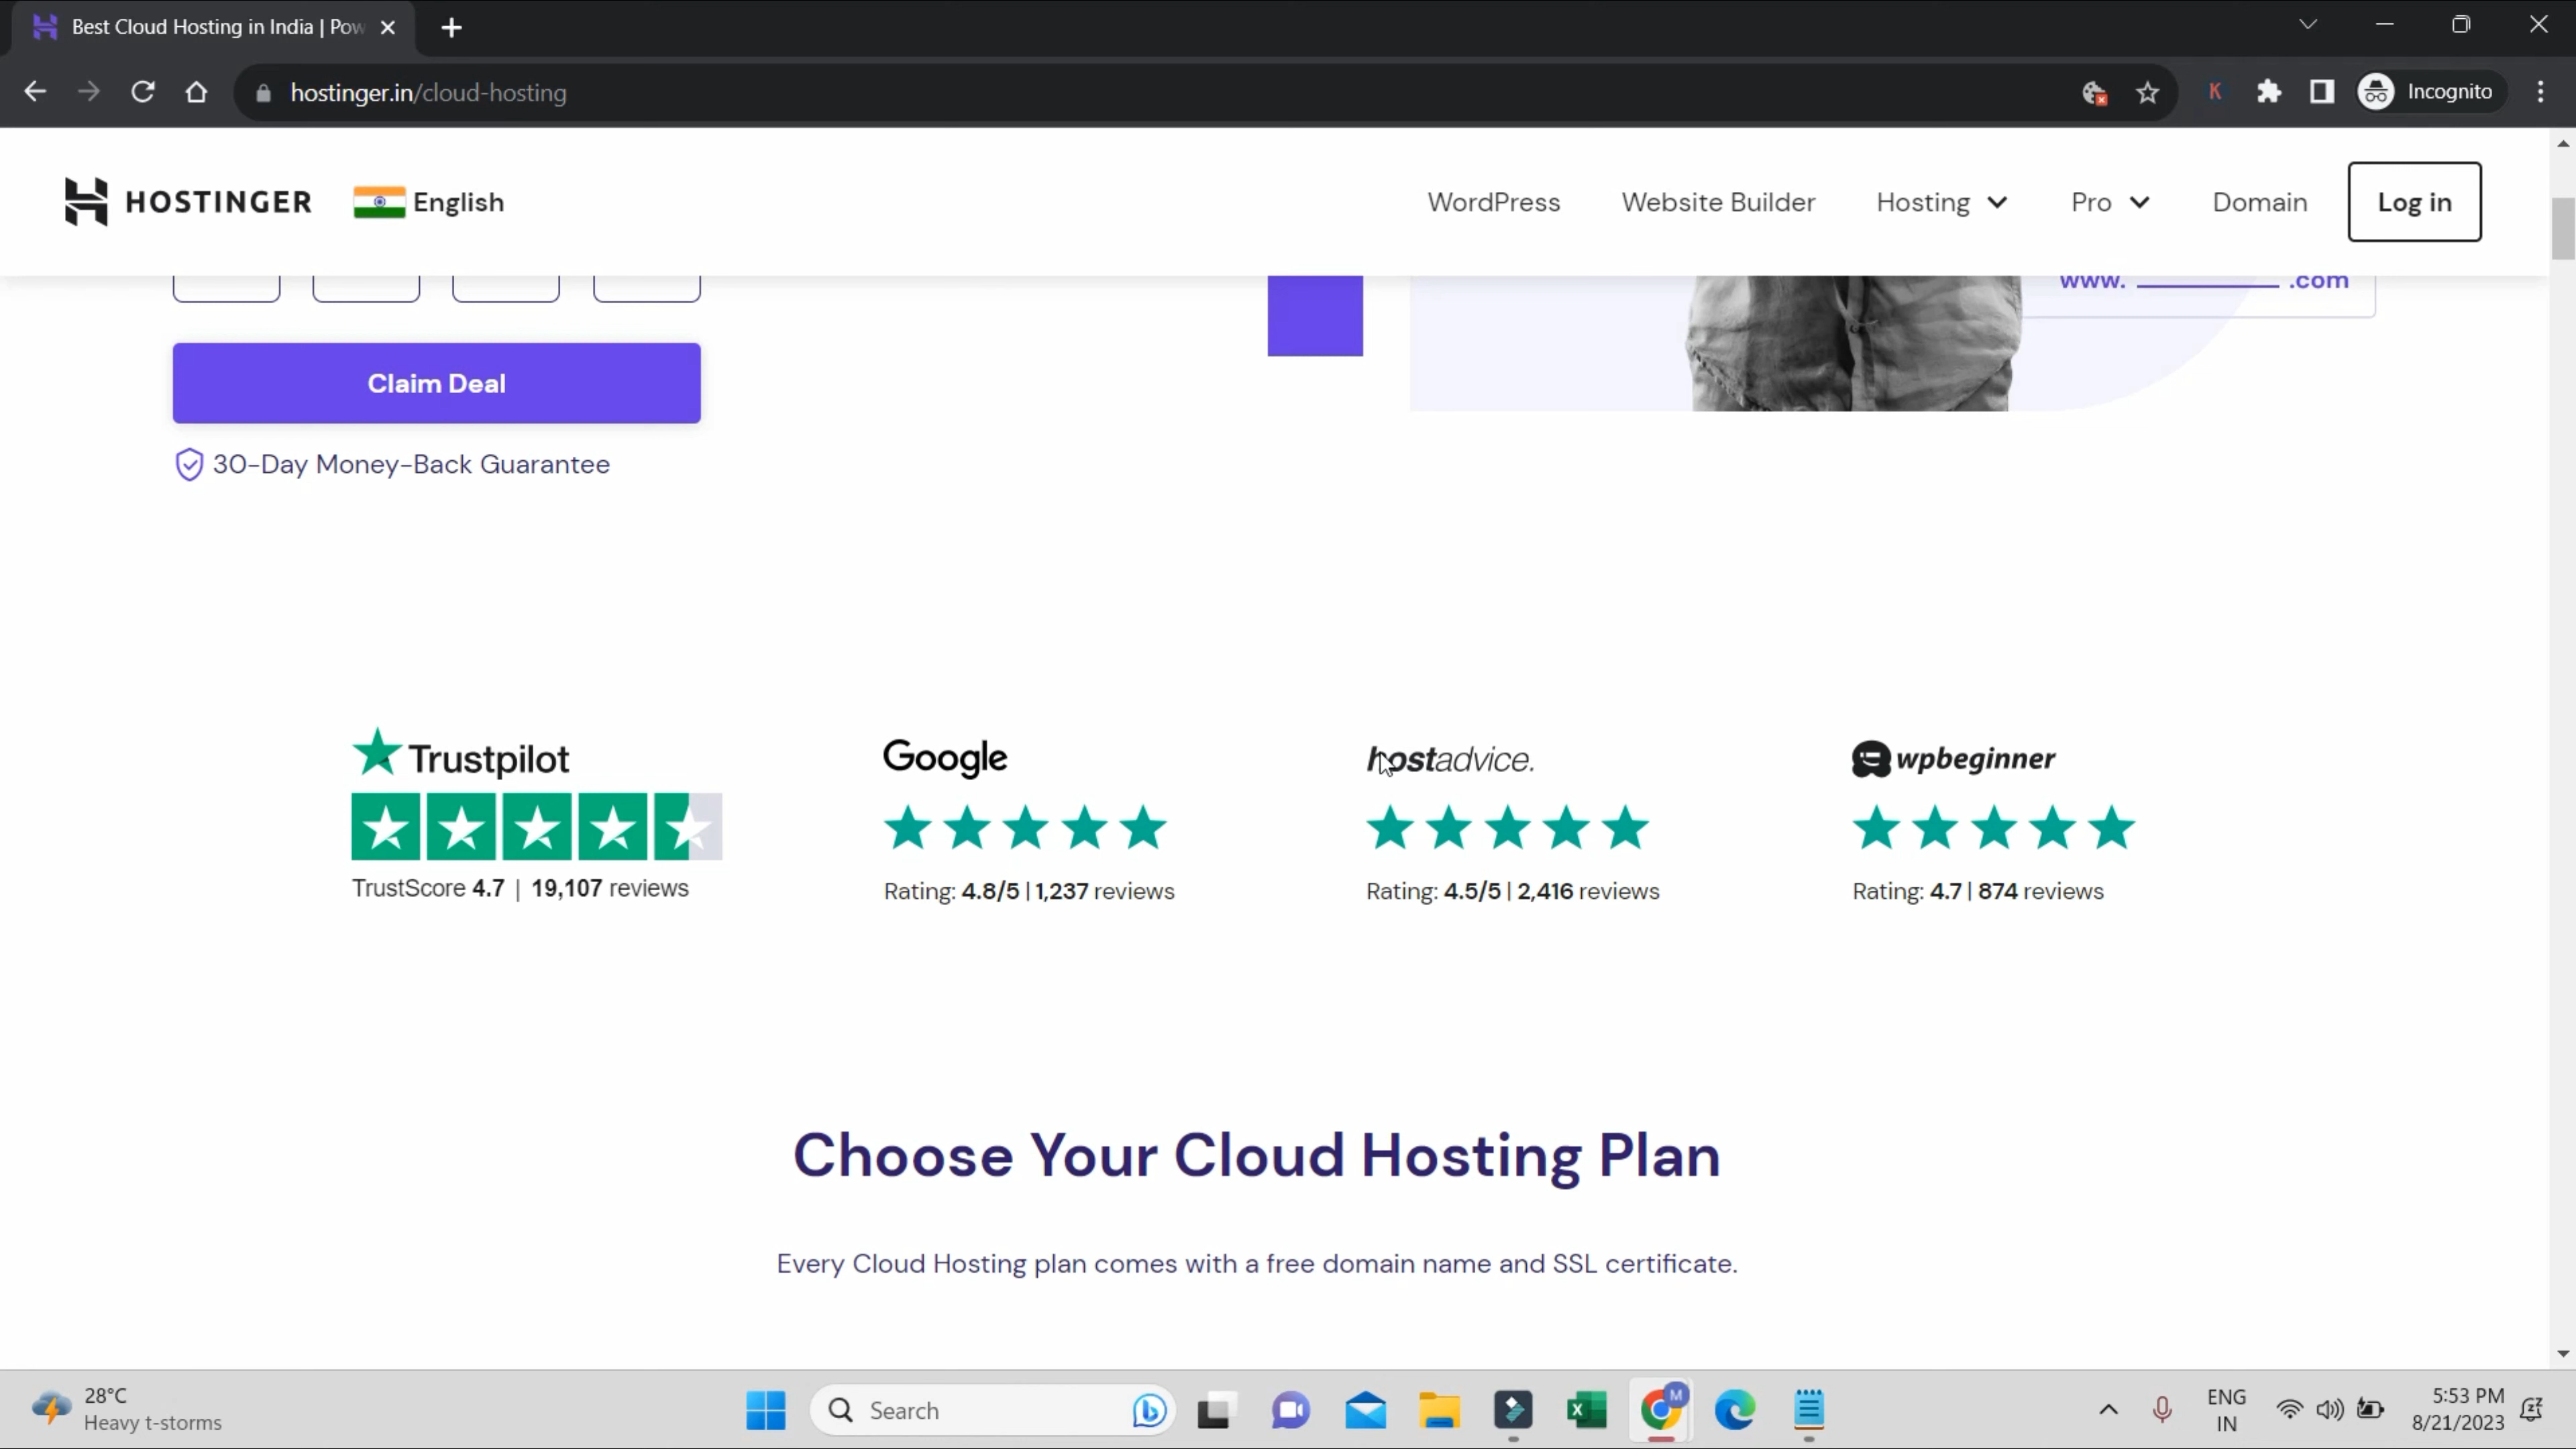 Best Cloud Hosting in India | Pow
hostinger.in/cloud-hosting
K
Incognito
HOSTINGER
English
WordPress
Website Builder
Hosting
Pro
Domain
Log in
www. .com
Claim Deal
30-Day Money-Back Guarantee
Trustpilot
TrustScore 4.7 | 19,107 reviews
Google
Rating: 4.8/5 | 1,237 reviews
hostadvice.
Rating: 4.5/5 | 2,416 reviews
wpbeginner
Rating: 4.7 | 874 reviews
Choose Your Cloud Hosting Plan
Every Cloud Hosting plan comes with a free domain name and SSL certificate.
28°C
Heavy t-storms
Search
M
ENG
IN
5:53 PM
8/21/2023